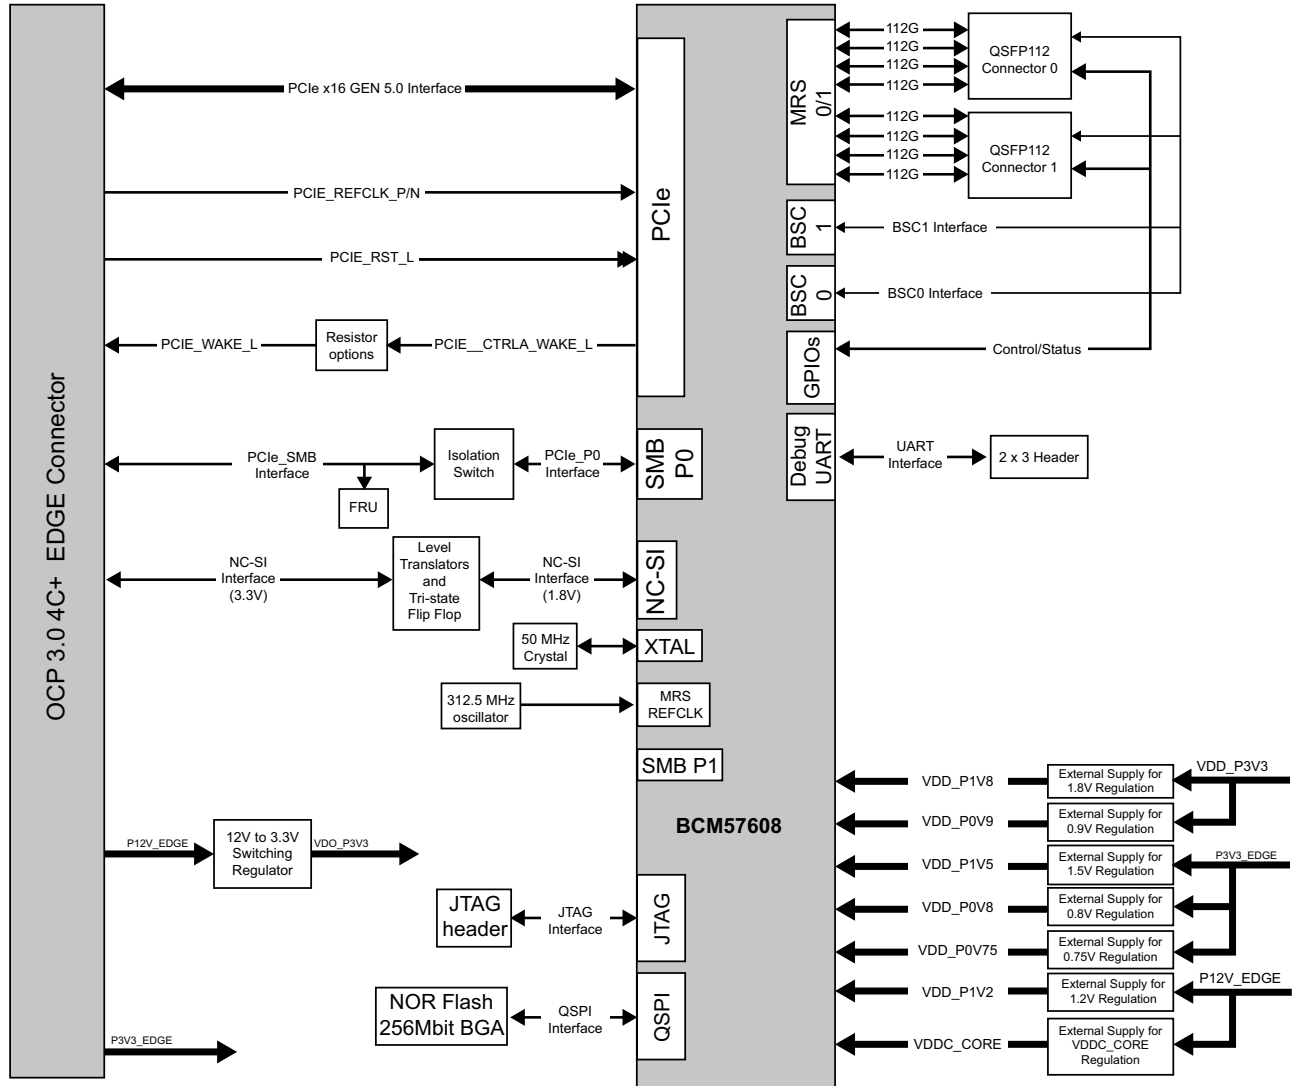 OCP 3.0 4C+ EDGE Connector
PCIe x16 GEN 5.0 Interface
PCIE_REFCLK_P/N
PCIE_RST_L
PCIE_WAKE_L
Resistor
options
PCIE__CTRLA_WAKE_L
PCIe
PCIe_SMB
Interface
FRU
Isolation
Switch
PCIe_P0
Interface
SMB
P0
NC-SI
Interface
(3.3V)
Level
Translators
and
Tri-state
Flip Flop
NC-SI
Interface
(1.8V)
NC-SI
50 MHz
Crystal
XTAL
312.5 MHz
oscillator
MRS
REFCLK
SMB P1
BCM57608
P12V_EDGE
12V to 3.3V
Switching
Regulator
VDO_P3V3
JTAG
header
JTAG
Interface
JTAG
NOR Flash
256Mbit BGA
QSPI
Interface
QSPI
P3V3_EDGE
MRS
0/1
112G
112G
112G
112G
112G
112G
112G
112G
QSFP112
Connector 0
QSFP112
Connector 1
BSC
1
BSC1 Interface
BSC
0
BSC0 Interface
GPIOs
Control/Status
Debug
UART
UART
Interface
2 x 3 Header
VDD_P1V8
External Supply for
1.8V Regulation
VDD_P3V3
VDD_P0V9
External Supply for
0.9V Regulation
VDD_P1V5
External Supply for
1.5V Regulation
P3V3_EDGE
VDD_P0V8
External Supply for
0.8V Regulation
VDD_P0V75
External Supply for
0.75V Regulation
VDD_P1V2
External Supply for
1.2V Regulation
P12V_EDGE
VDDC_CORE
External Supply for
VDDC_CORE
Regulation